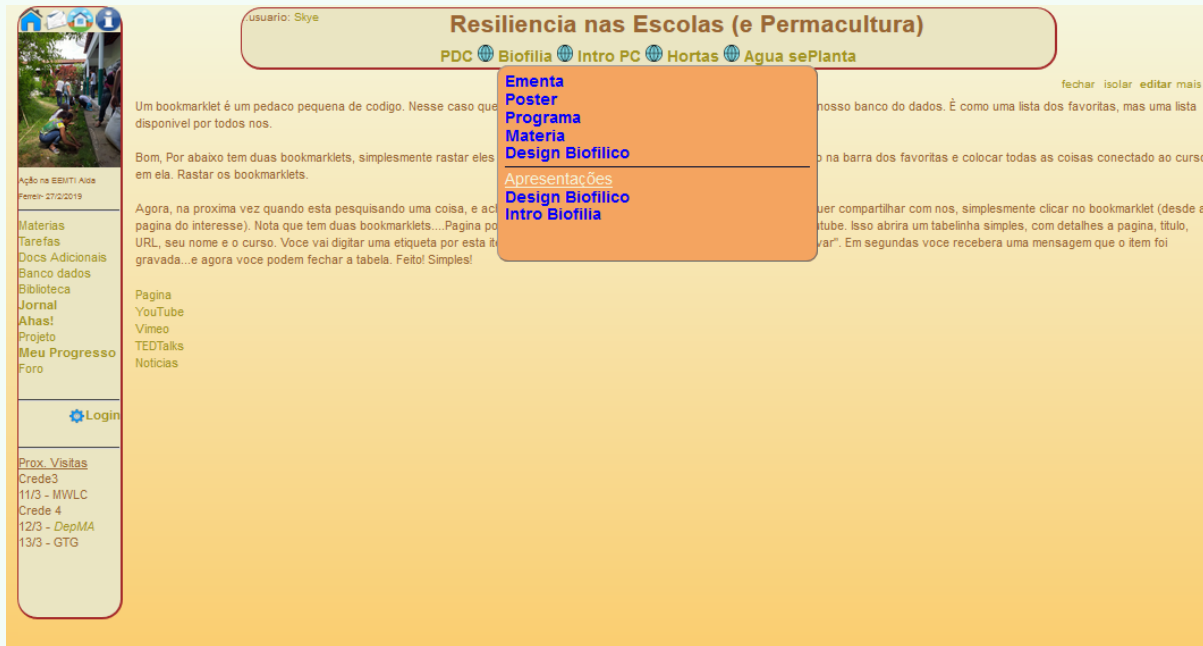 .usuario: Skye
Resiliencia nas Escolas (e Permacultura)
PDC Biofilia Intro PC Hortas Agua sePlanta
Ementa
Poster
Programa
Materia
Design Biofilico
Apresentações
Design Biofilico
Intro Biofilia
fechar isolar editar mais
Um bookmarklet é um pedaco pequena de codigo. Nesse caso que nosso banco do dados. È como uma lista dos favoritas, mas uma lista
disponivel por todos nos.
Bom, Por abaixo tem duas bookmarklets, simplesmente rastar eles na barra dos favoritas e colocar todas as coisas conectado ao curso
em ela. Rastar os bookmarklets.
Agora, na proxima vez quando esta pesquisando uma coisa, e compartilhar com nos, simplesmente clicar no bookmarklet (desde a
pagina do interesse). Nota que tem duas bookmarklets....Pagina Isso abrira um tabelinha simples, com detalhes a pagina, titulo,
URL, seu nome e o curso. Voce vai digitar uma etiqueta por esta Em segundas voce recebera uma mensagem que o item foi
gravada...e agora voce podem fechar a tabela. Feito! Simples!
Pagina
YouTube
Vimeo
TEDTalks
Noticias
Ação na EEMTI Alda
Ferreir- 27/2/2019
Materias
Tarefas
Docs Adicionais
Banco dados
Biblioteca
Jornal
Ahas!
Projeto
Meu Progresso
Foro
Login
Prox. Visitas
Crede3
11/3 - MWLC
Crede 4
12/3 - DepMA
13/3 - GTG